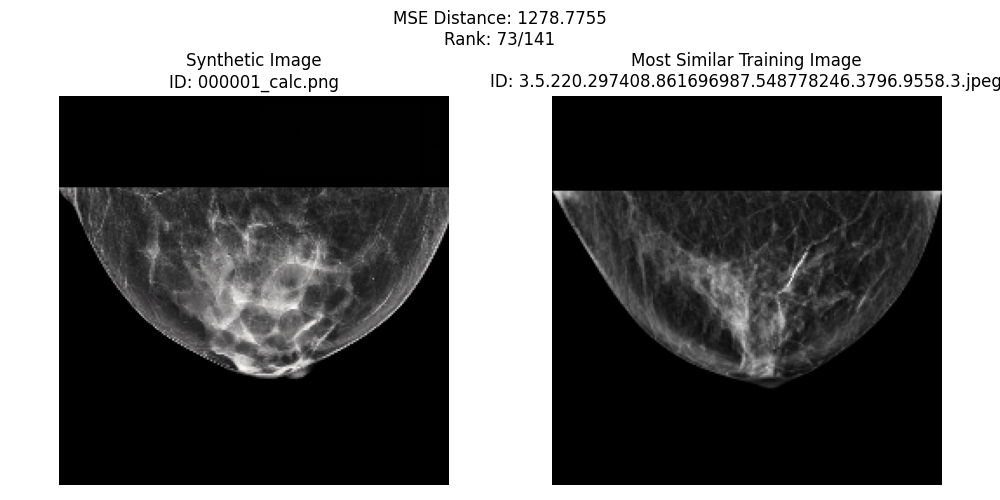 MSE Distance: 1278.7755
Rank: 73/141
Synthetic Image
ID: 000001_calc.png
Most Similar Training Image
ID: 3.5.220.297408.861696987.548778246.3796.9558.3.jpeg